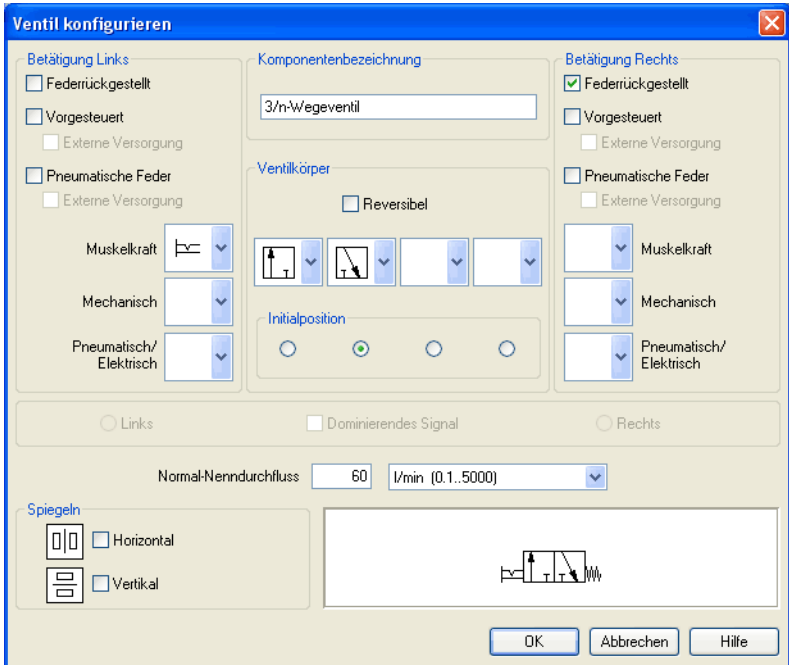 Ventil konfigurieren
Betätigung Links
Federrückgestellt
Vorgesteuert
Externe Versorgung
Pneumatische Feder
Externe Versorgung
Muskelkraft
Mechanisch
Pneumatisch/
Elektrisch
Komponentenbezeichnung
3/n-Wegeventil
Ventilkörper
Reversibel
T T
Initialposition
Betätigung Rechts
Federrückgestellt
Vorgesteuert
Externe Versorgung
Pneumatische Feder
Externe Versorgung
Muskelkraft
Mechanisch
Pneumatisch/
Elektrisch
Links Dominierendes Signal Rechts
Normal-Nenndurchfluss 60 l/min (0.1..5000)
Spiegeln
Horizontal
Vertikal
T T
OK Abbrechen Hilfe